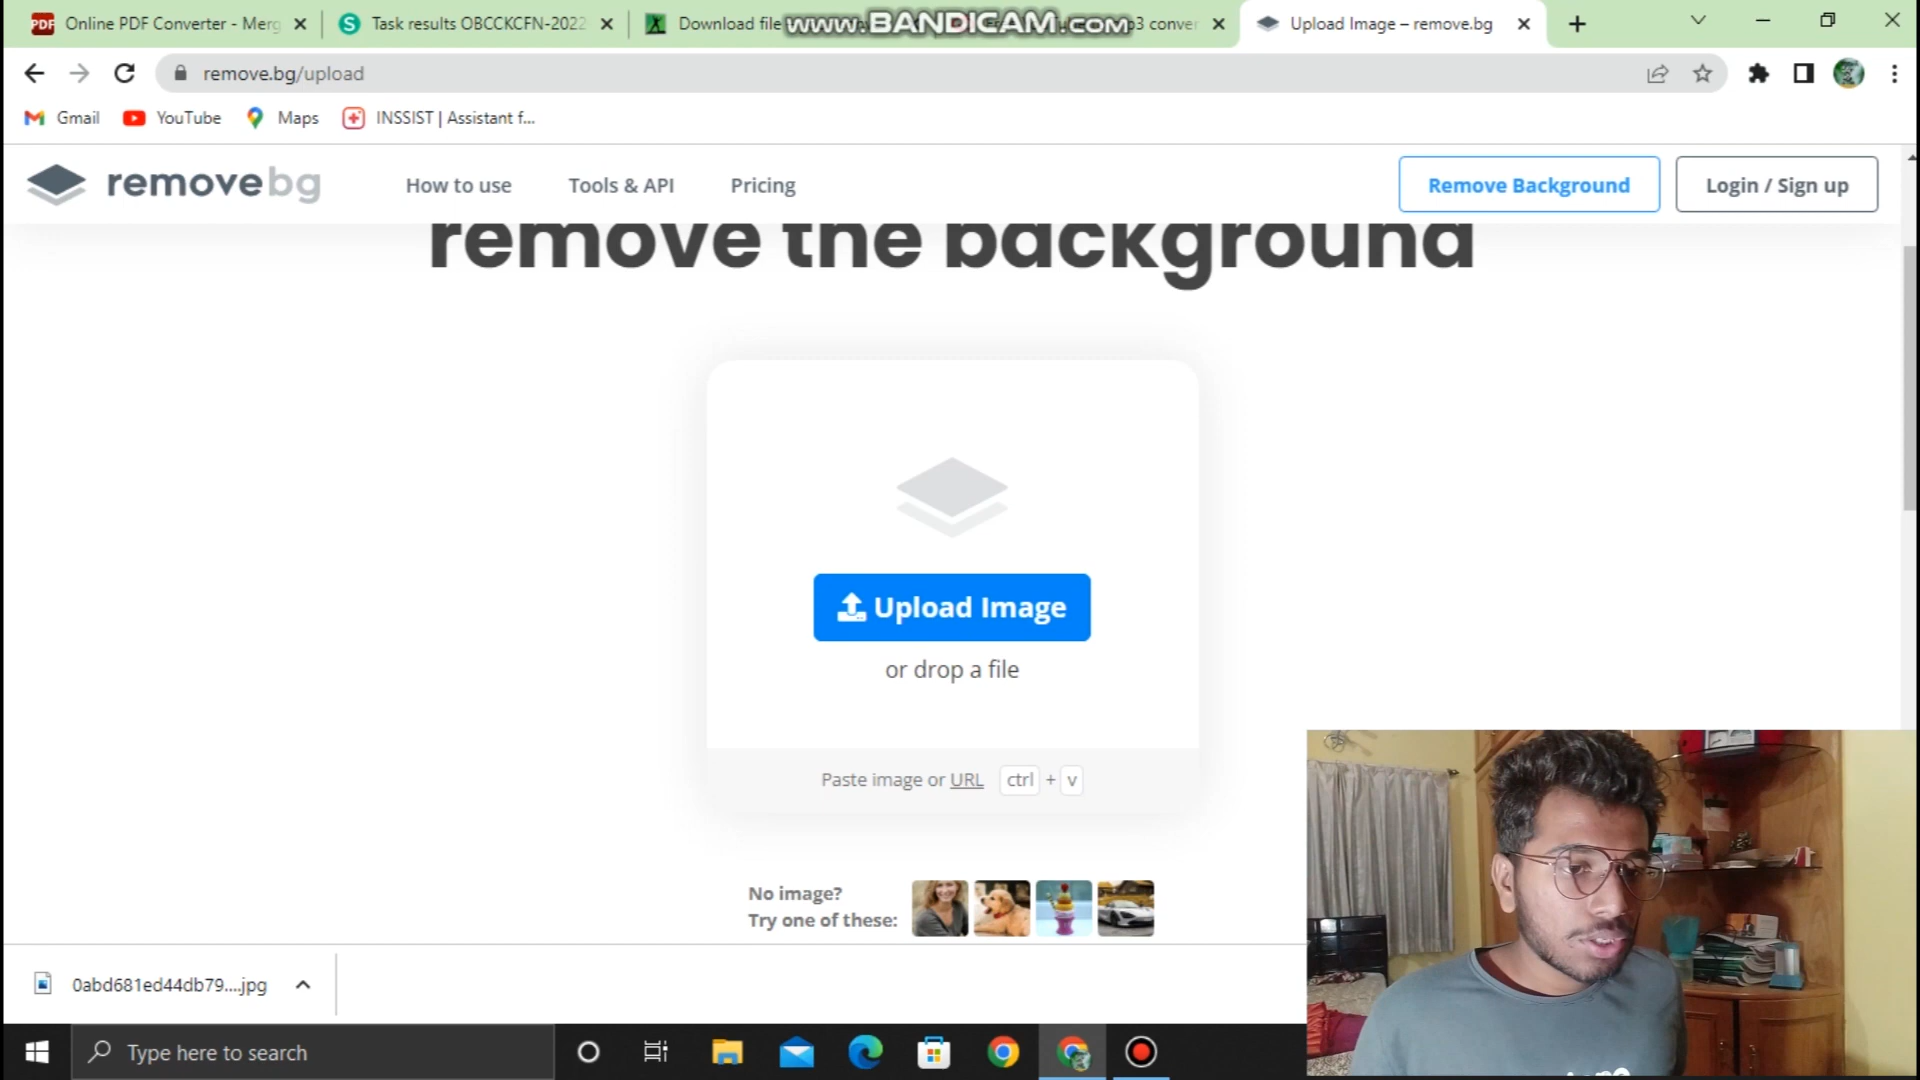 Online PDF Converter - Merg
Task results OBCCKCFN-2022
Download file
www.BANDICAM.com
p3 conver
Upload Image – remove.bg
remove.bg/upload
Gmail
YouTube
Maps
INSSIST | Assistant f...
removebg
How to use
Tools & API
Pricing
Remove Background
Login / Sign up
remove the background
Upload Image
or drop a file
Paste image or URL ctrl + v
No image?
Try one of these:
0abd681ed44db79....jpg
Type here to search